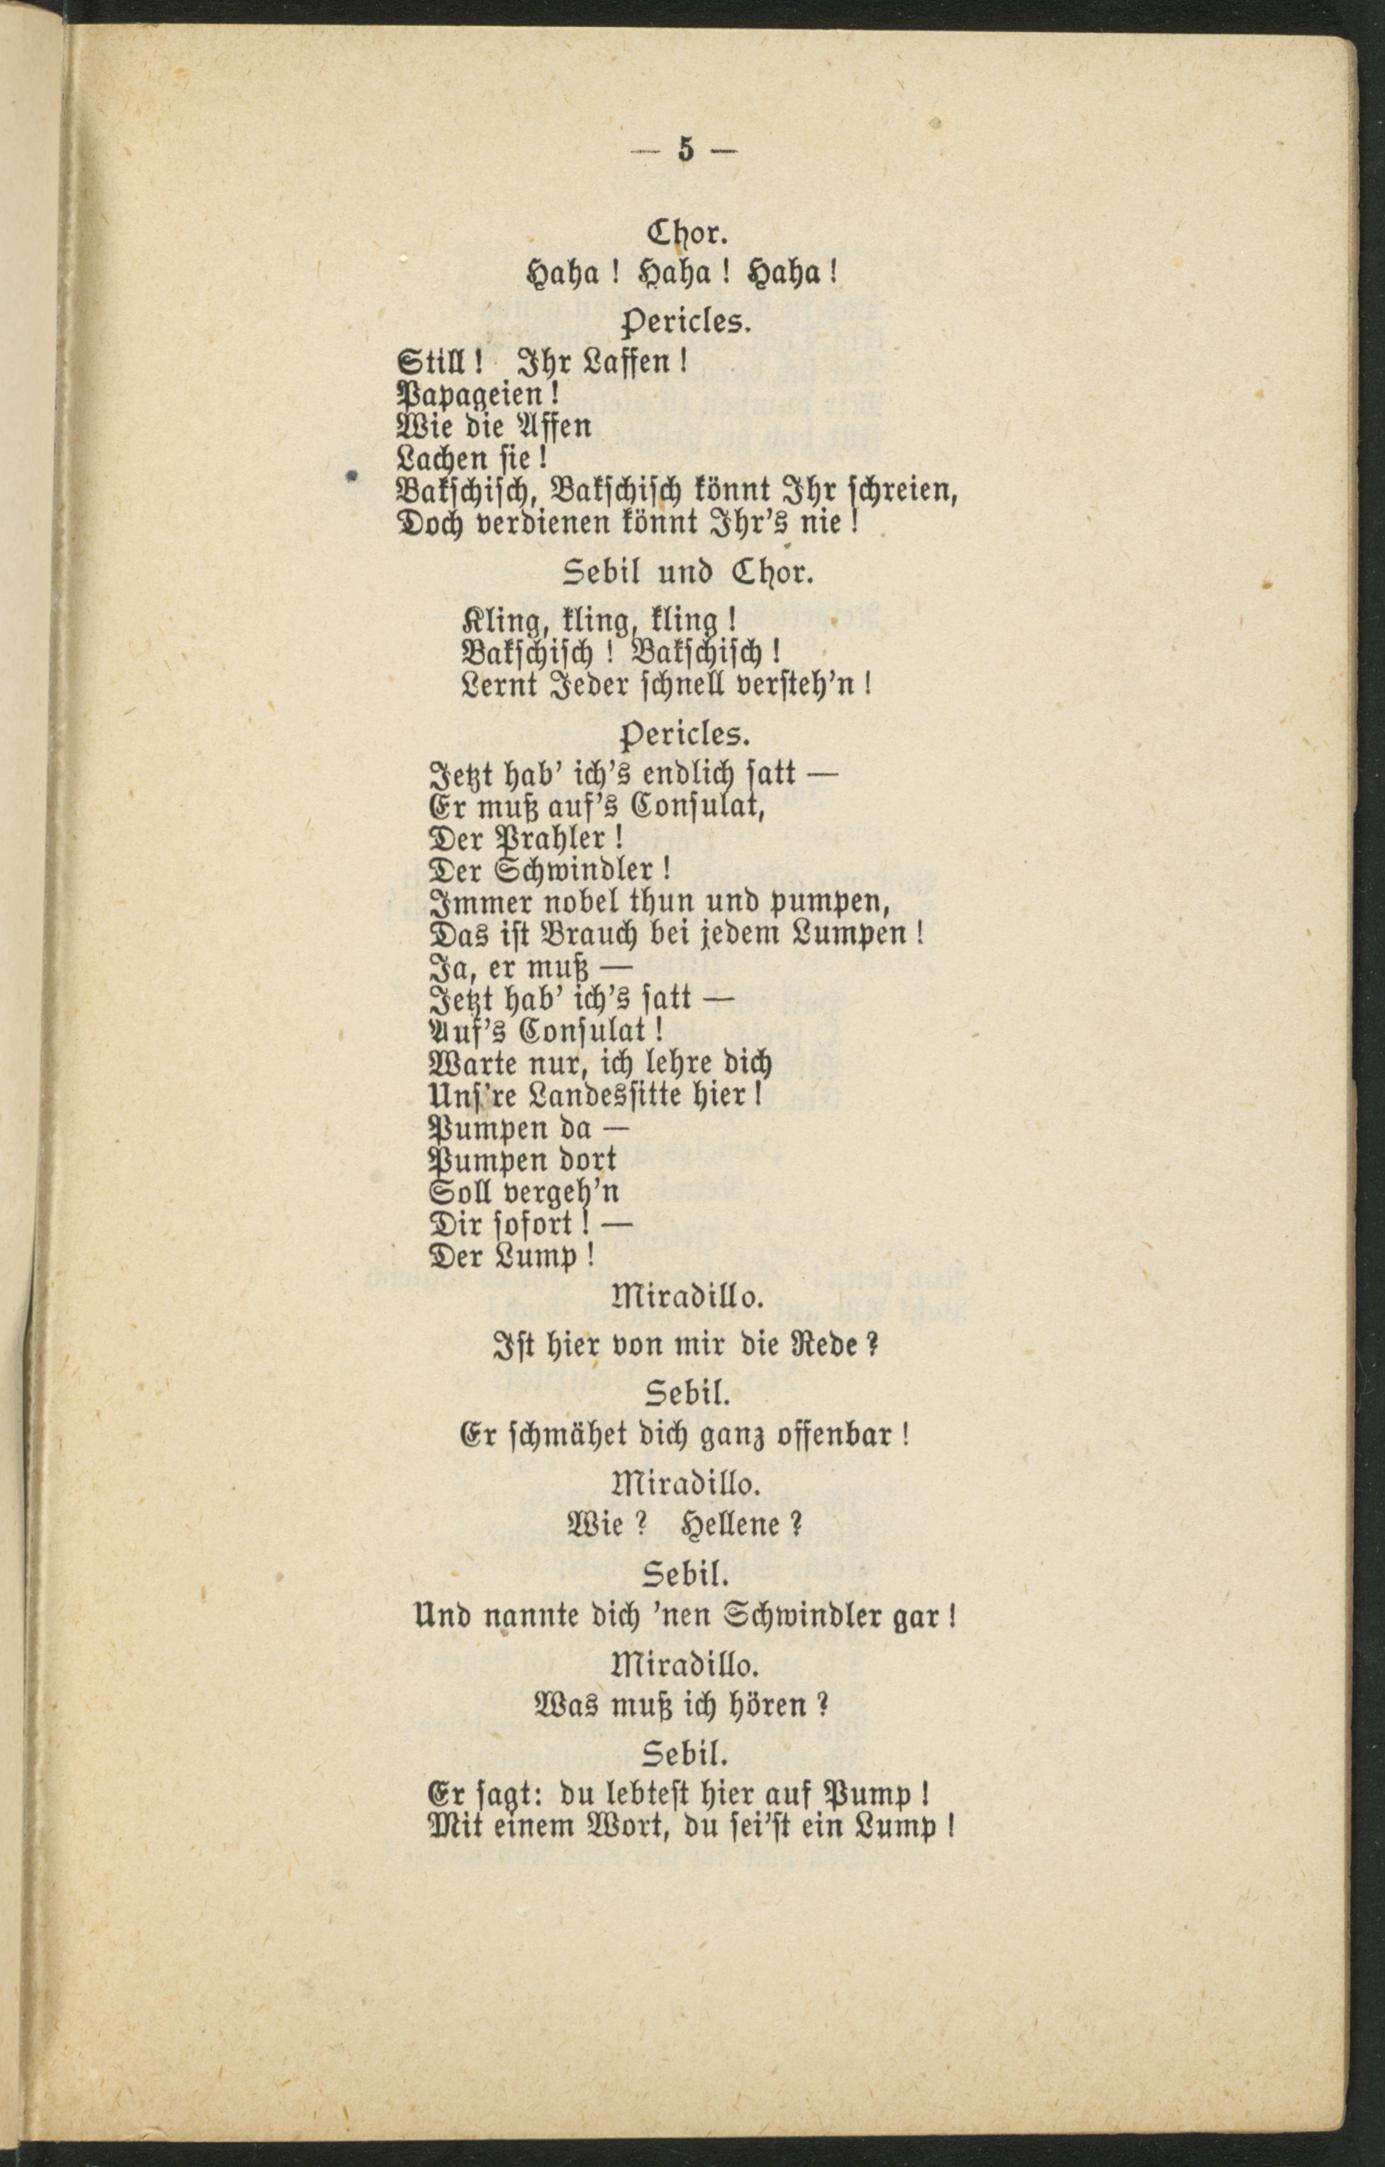 — 5 —
Chor.
Haha! Haha! Haha!
Pericles.
Still! Ihr Laffen!
Papageien!
Wie die Affen
Lachen sie!
Bakschisch, Bakschisch könnt Ihr schreien,
Doch verdienen könnt Ihr's nie!
Sebil und Chor.
Kling, kling, kling!
Bakschisch! Bakschisch!
Lernt Jeder schnell versteh'n!
Pericles.
Jetzt hab' ich's endlich satt —
Er muß auf's Consulat,
Der Prahler!
Der Schwindler!
Immer nobel thun und pumpen,
Das ist Brauch bei jedem Lumpen!
Ja, er muß —
Jetzt hab' ich's satt —
Auf's Consulat!
Warte nur, ich lehre dich
Uns're Landessitte hier!
Pumpen da —
Pumpen dort
Soll vergeh'n
Dir sofort! —
Der Lump!
Miradillo.
Ist hier von mir die Rede?
Sebil.
Er schmähet dich ganz offenbar!
Miradillo.
Wie? Hellene?
Sebil.
Und nannte dich 'nen Schwindler gar!
Miradillo.
Was muß ich hören?
Sebil.
Er sagt: du lebtest hier auf Pump!
Mit einem Wort, du sei'st ein Lump!